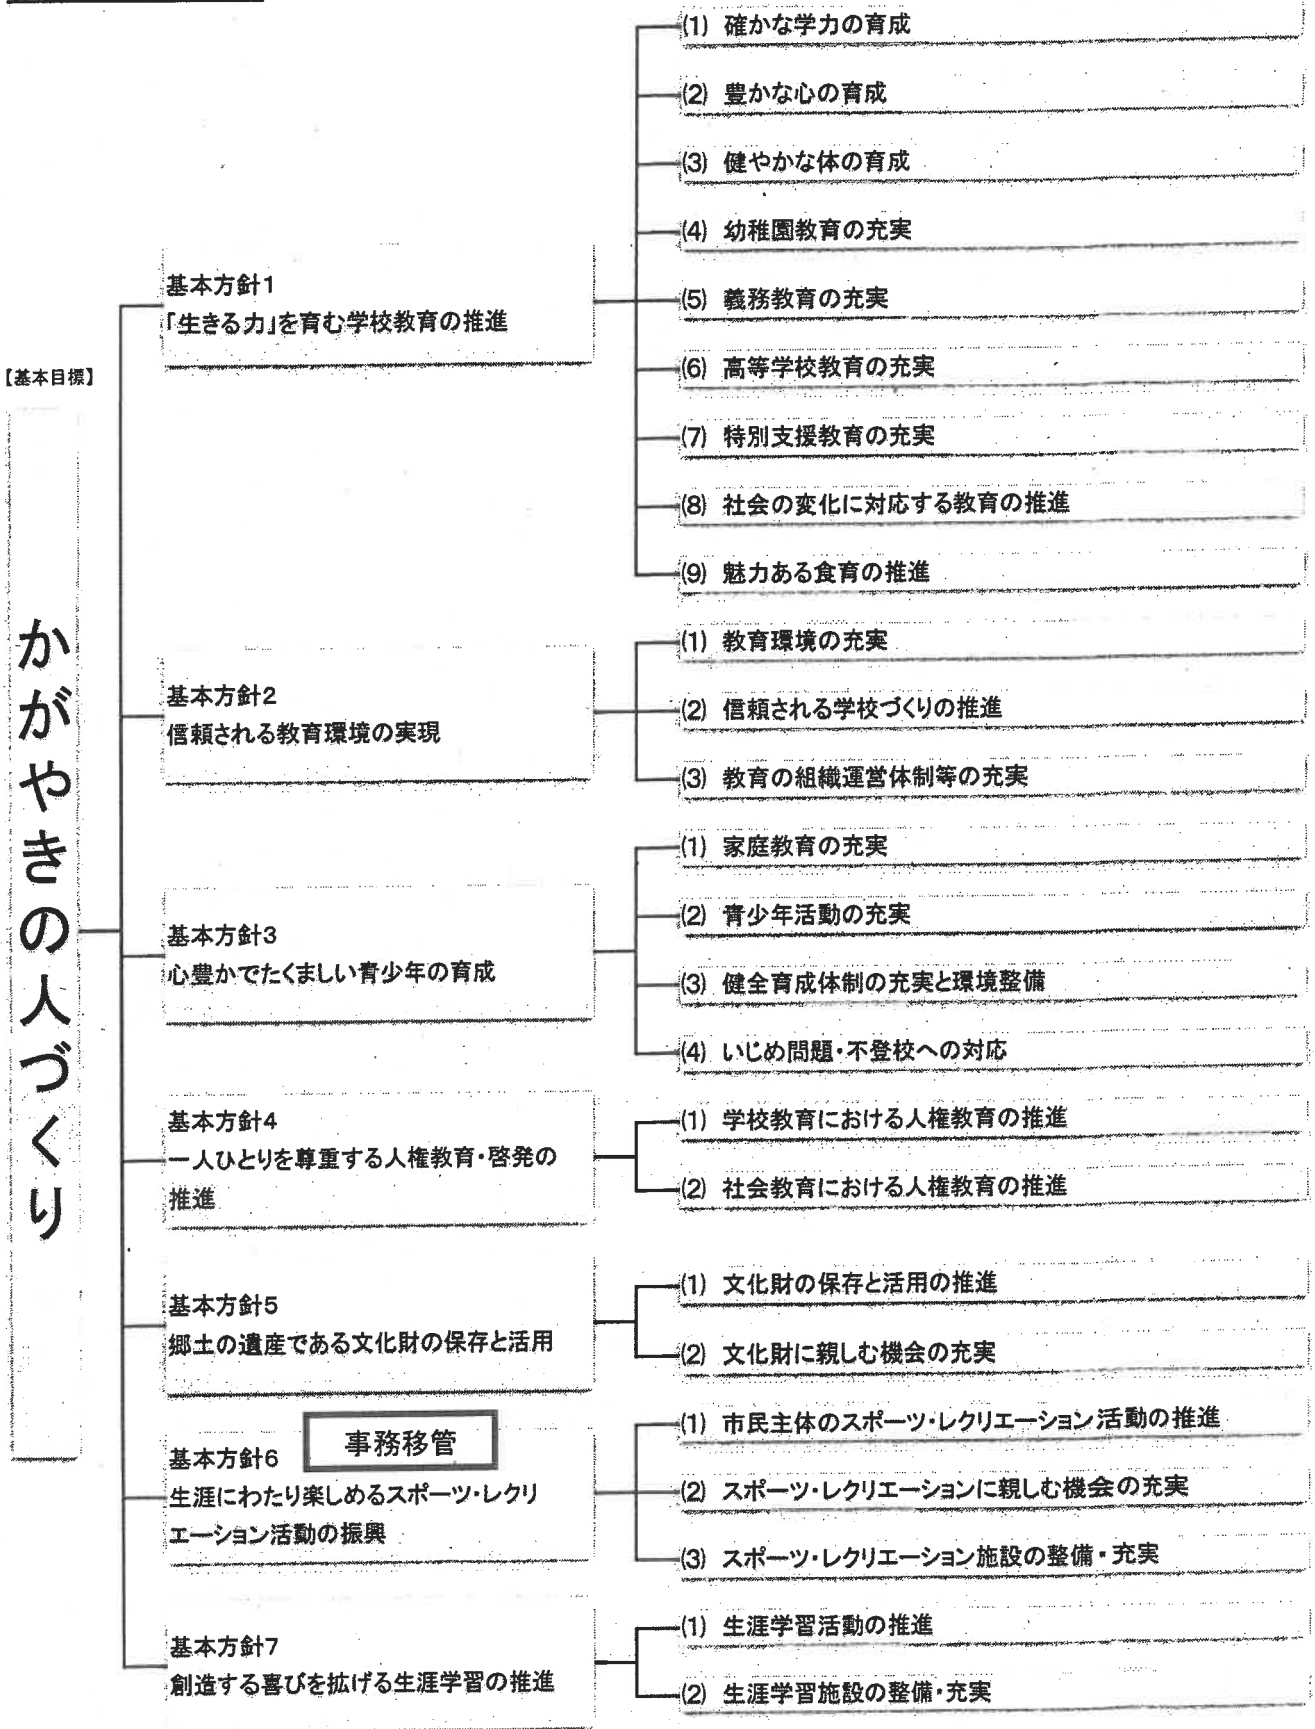 【基本目標】
かがやきの人づくり
基本方針1
「生きる力」を育む学校教育の推進
(1) 確かな学力の育成
(2) 豊かな心の育成
(3) 健やかな体の育成
(4) 幼稚園教育の充実
(5) 義務教育の充実
(6) 高等学校教育の充実
(7) 特別支援教育の充実
(8) 社会の変化に対応する教育の推進
(9) 魅力ある食育の推進
基本方針2
信頼される教育環境の実現
(1) 教育環境の充実
(2) 信頼される学校づくりの推進
(3) 教育の組織運営体制等の充実
基本方針3
心豊かでたくましい青少年の育成
(1) 家庭教育の充実
(2) 青少年活動の充実
(3) 健全育成体制の充実と環境整備
(4) いじめ問題・不登校への対応
基本方針4
一人ひとりを尊重する人権教育・啓発の
推進
(1) 学校教育における人権教育の推進
(2) 社会教育における人権教育の推進
基本方針5
郷土の遺産である文化財の保存と活用
(1) 文化財の保存と活用の推進
(2) 文化財に親しむ機会の充実
事務移管
基本方針6
生涯にわたり楽しめるスポーツ・レクリ
エーション活動の振興
(1) 市民主体のスポーツ・レクリエーション活動の推進
(2) スポーツ・レクリエーションに親しむ機会の充実
(3) スポーツ・レクリエーション施設の整備・充実
基本方針7
創造する喜びを拡げる生涯学習の推進
(1) 生涯学習活動の推進
(2) 生涯学習施設の整備・充実